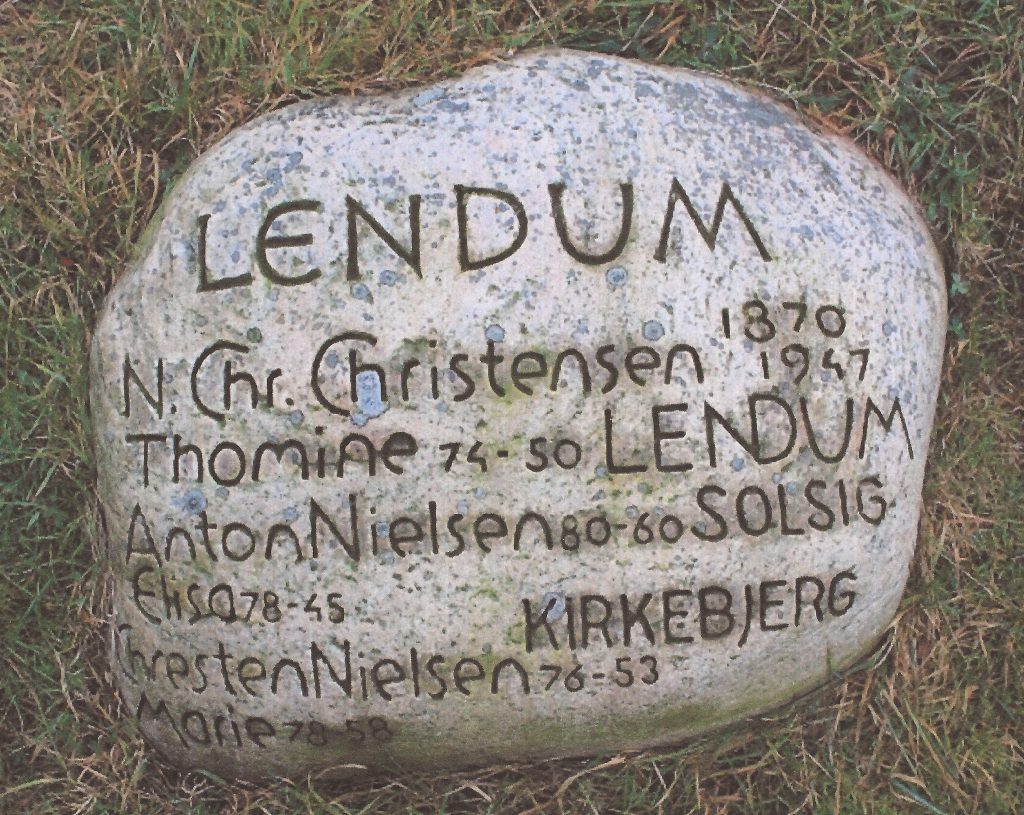 LENDUM
N. Chr. Christensen 1870
1947
Thomine 74-50 LENDUM
Anton Nielsen 80-60 SOLSIG
Elisa 78-45
KIRKEBJERG
Chresten Nielsen 76-53
Marie 78-58